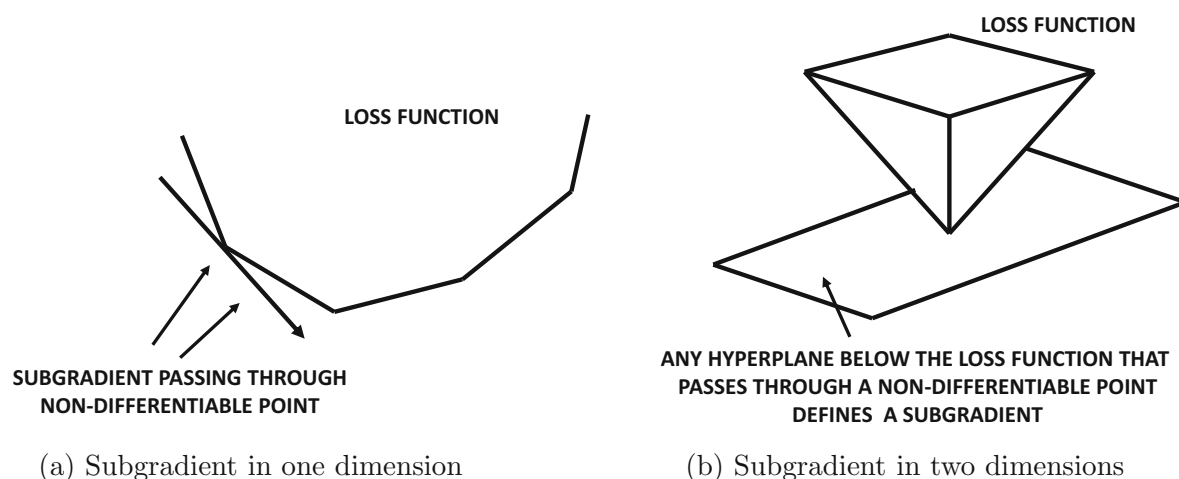 LOSS FUNCTION
SUBGRADIENT PASSING THROUGH
NON-DIFFERENTIABLE POINT
(a) Subgradient in one dimension
LOSS FUNCTION
ANY HYPERPLANE BELOW THE LOSS FUNCTION THAT
PASSES THROUGH A NON-DIFFERENTIABLE POINT
DEFINES A SUBGRADIENT
(b) Subgradient in two dimensions